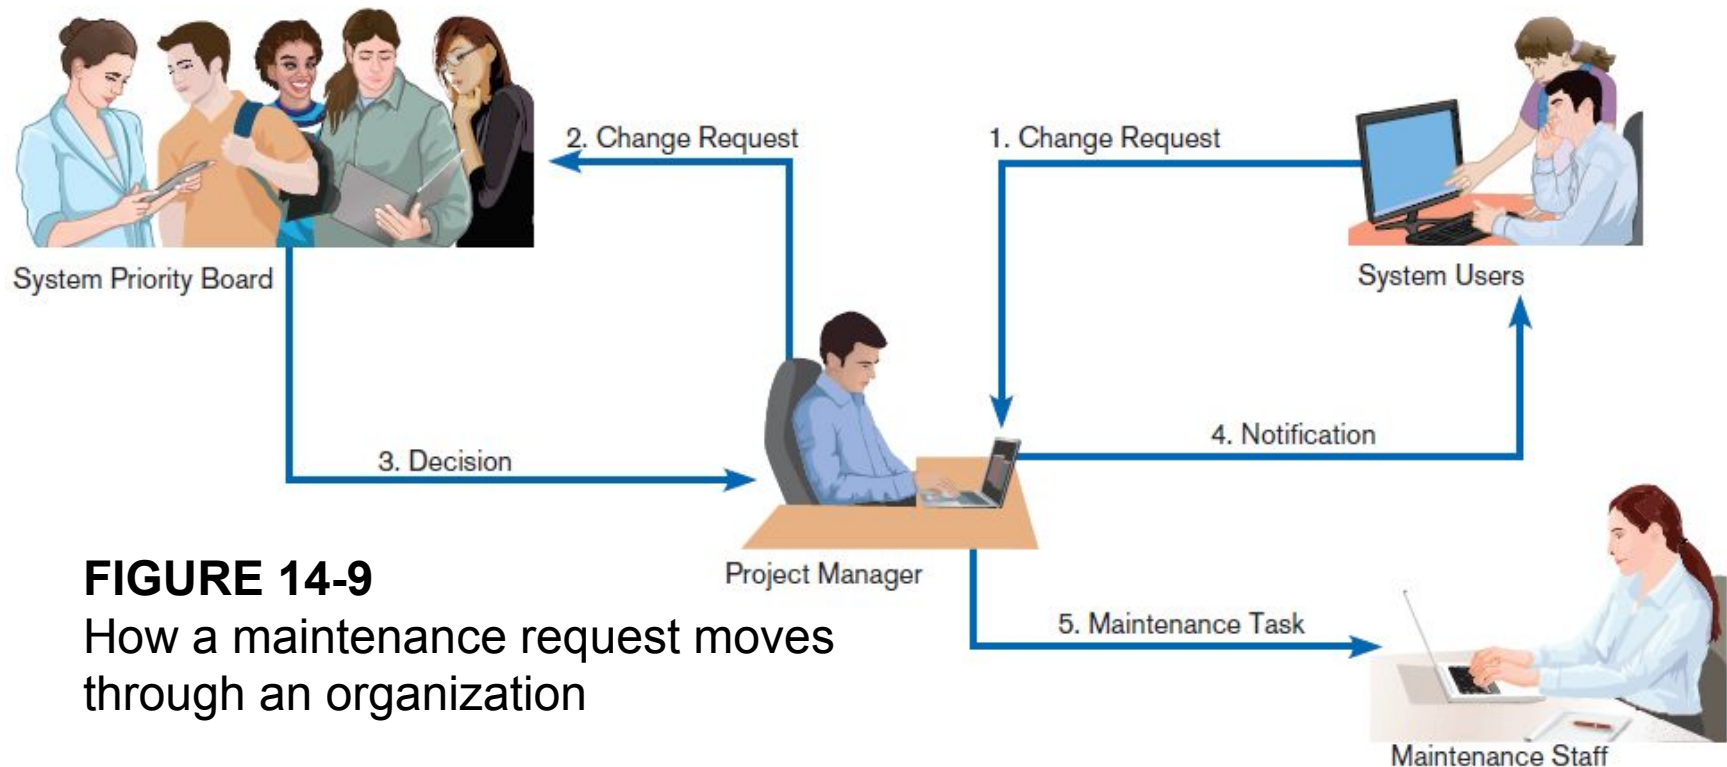 2. Change Request
1. Change Request
System Priority Board
System Users
3. Decision
4. Notification
Project Manager
FIGURE 14-9
How a maintenance request moves
through an organization
5. Maintenance Task
Maintenance Staff